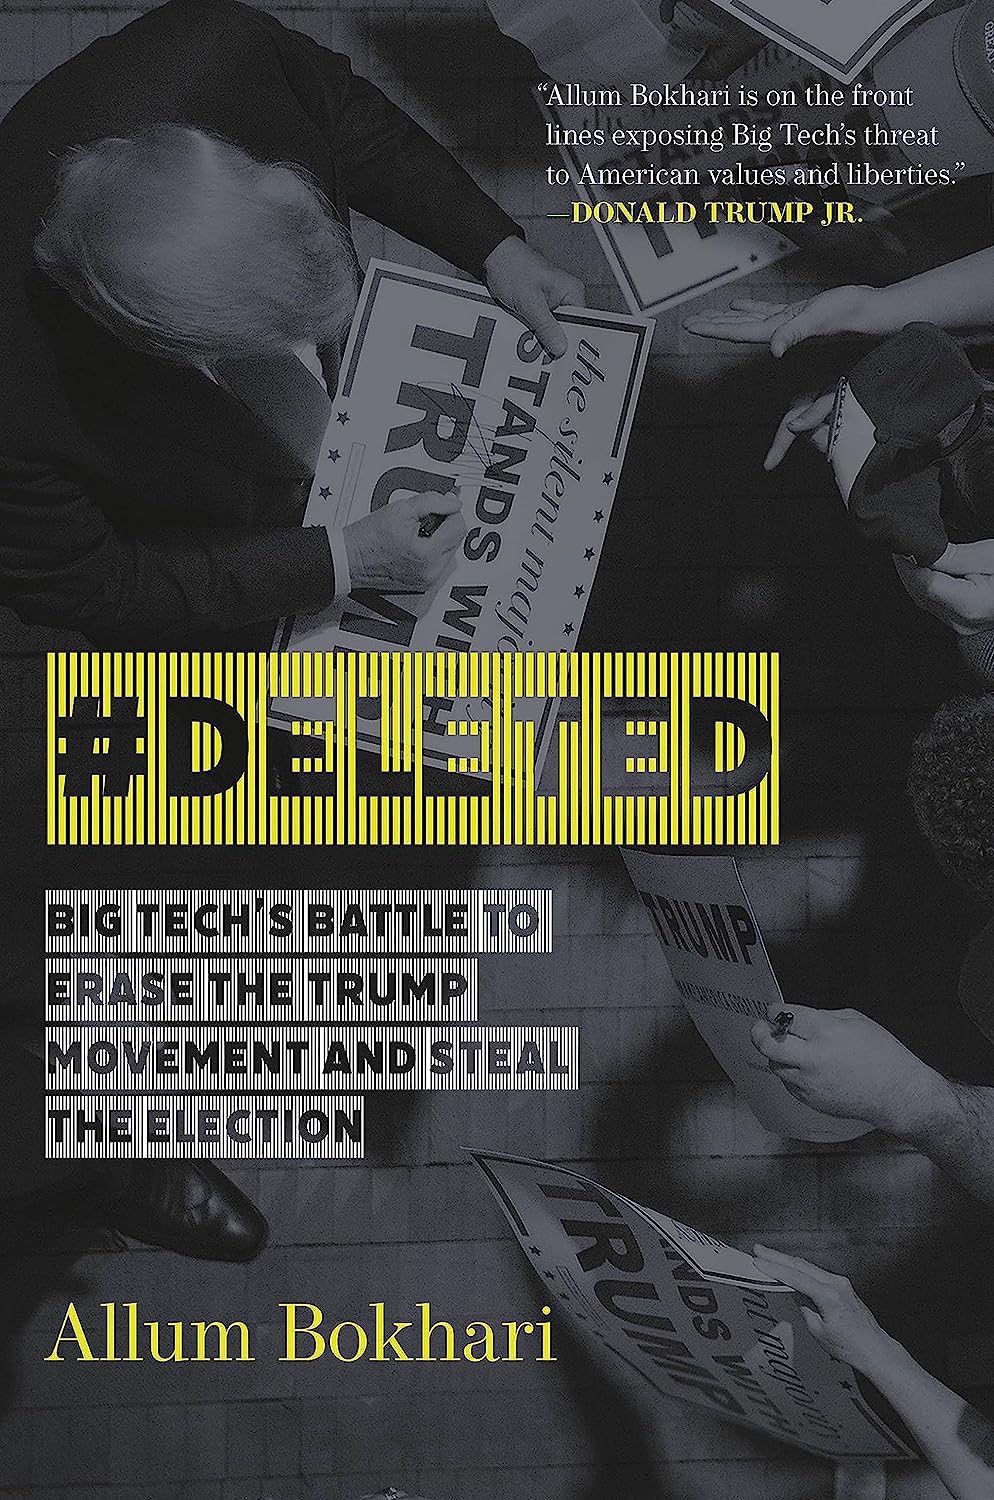 “Allum Bokhari is on the front
lines exposing Big Tech’s threat
to American values and liberties.”
—DONALD TRUMP JR.
the silent majority
STANDS WITH
TRUMP
#DELETED
BIG TECH'S BATTLE TO
ERASE THE TRUMP
MOVEMENT AND STEAL
THE ELECTION
TRUMP
Allum Bokhari
TRUMP